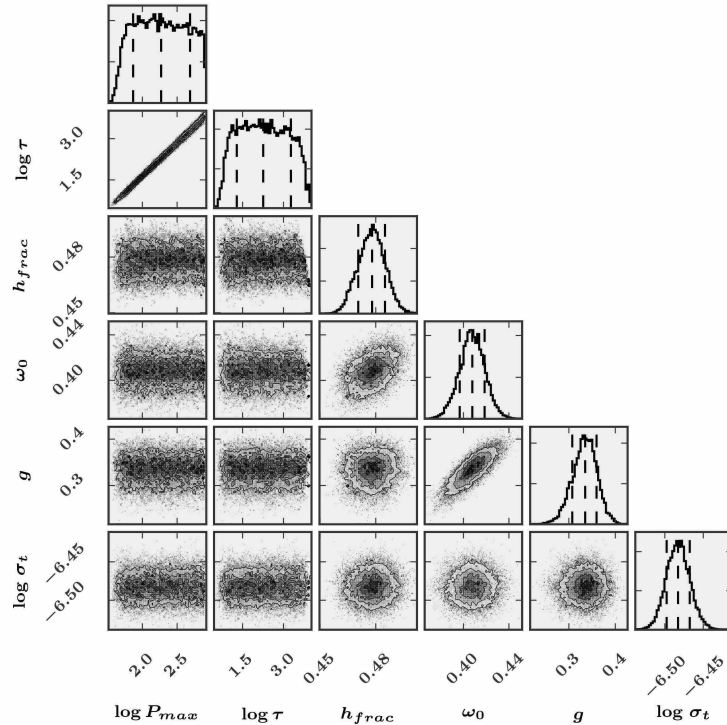 log τ
3.0
1.5
h_frac
0.48
0.45
ω₀
0.44
0.40
g
0.4
0.3
log σ_t
−6.45
−6.50
2.0 2.5 1.5 3.0 0.45 0.48 0.40 0.44 0.3 0.4 −6.50 −6.45
log P_max log τ h_frac ω₀ g log σ_t